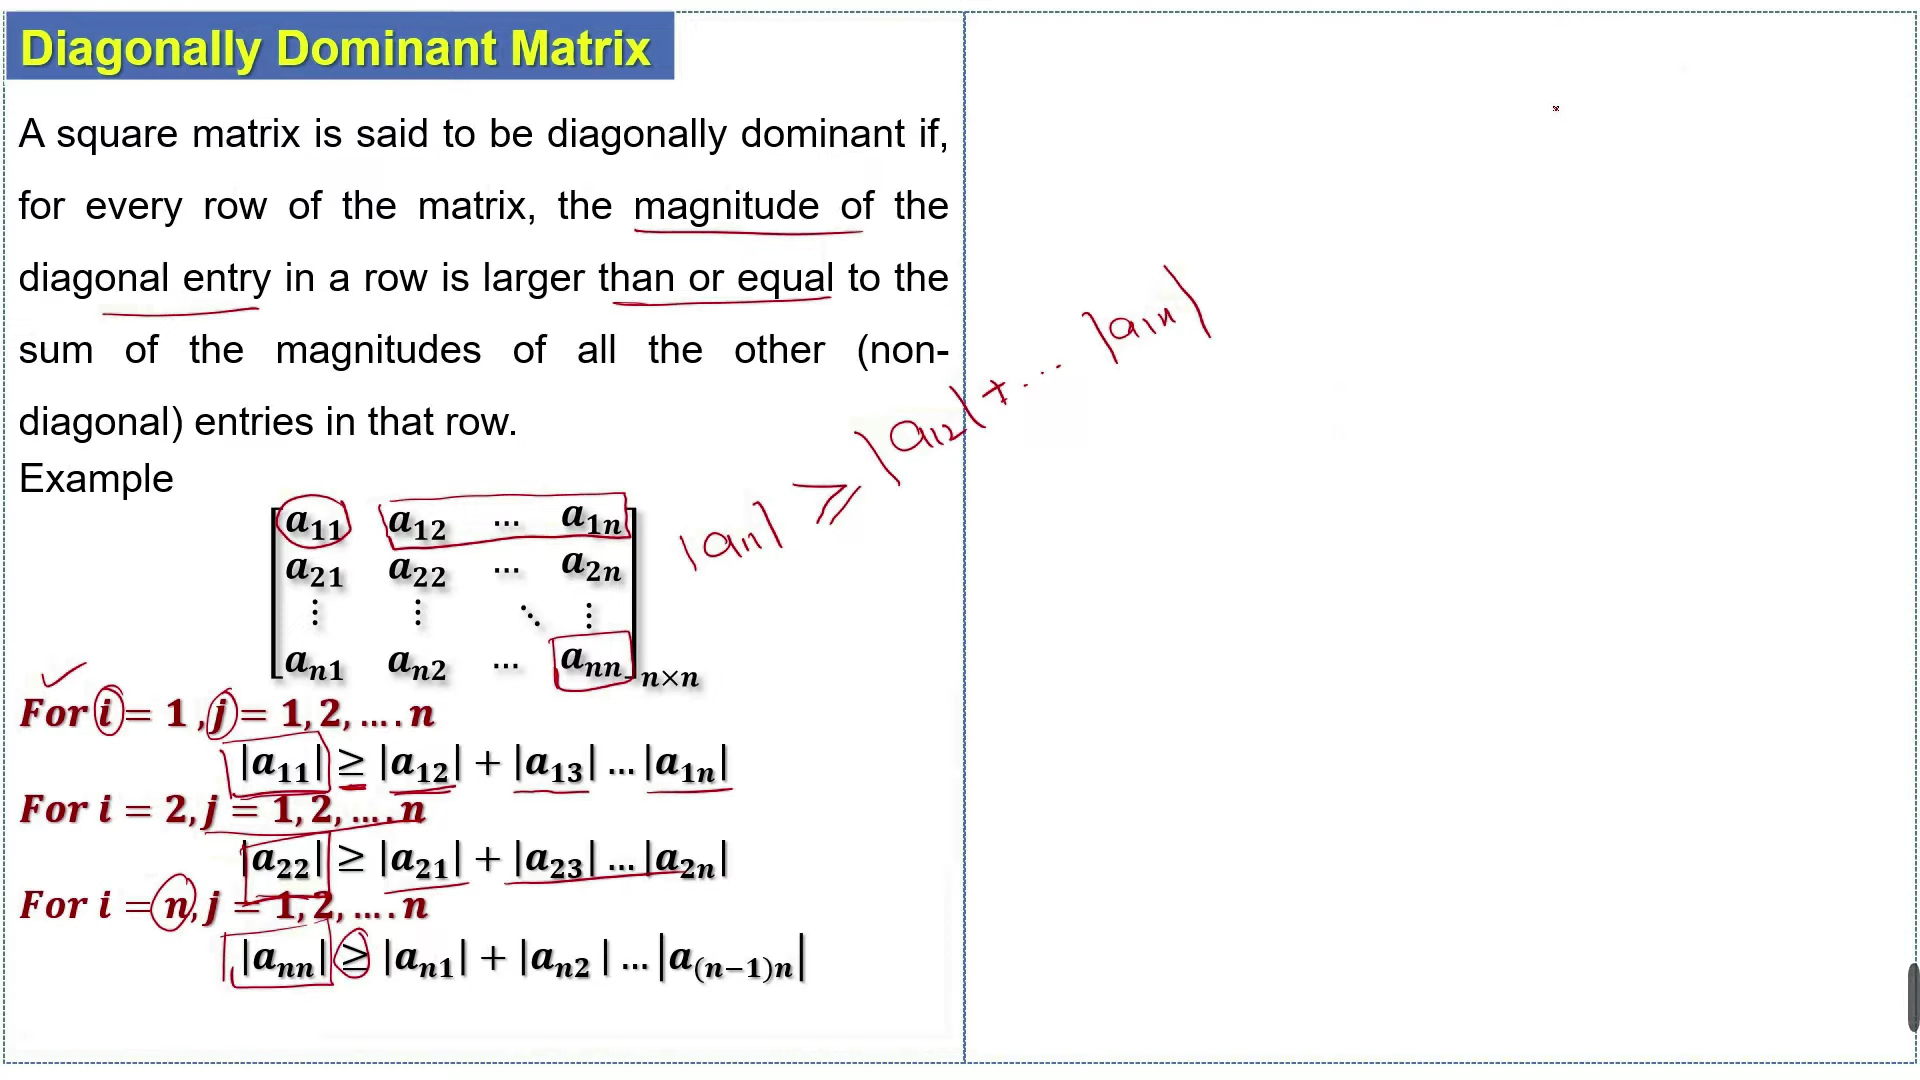 Diagonally Dominant Matrix
A square matrix is said to be diagonally dominant if,
for every row of the matrix, the magnitude of the
diagonal entry in a row is larger than or equal to the
sum of the magnitudes of all the other (non-
diagonal) entries in that row.
Example
a11 a12 ... a1n
a21 a22 ... a2n
⋮ ⋮ ⋱ ⋮
an1 an2 ... ann n×n
|a11| ≥ |a12| + ... |a1n|
For i = 1 , j = 1, 2, ... . n
|a11| ≥ |a12| + |a13| ... |a1n|
For i = 2, j = 1, 2, ... . n
|a22| ≥ |a21| + |a23| ... |a2n|
For i = n, j = 1, 2, ... . n
|ann| ≥ |an1| + |an2 | ... |a(n−1)n|